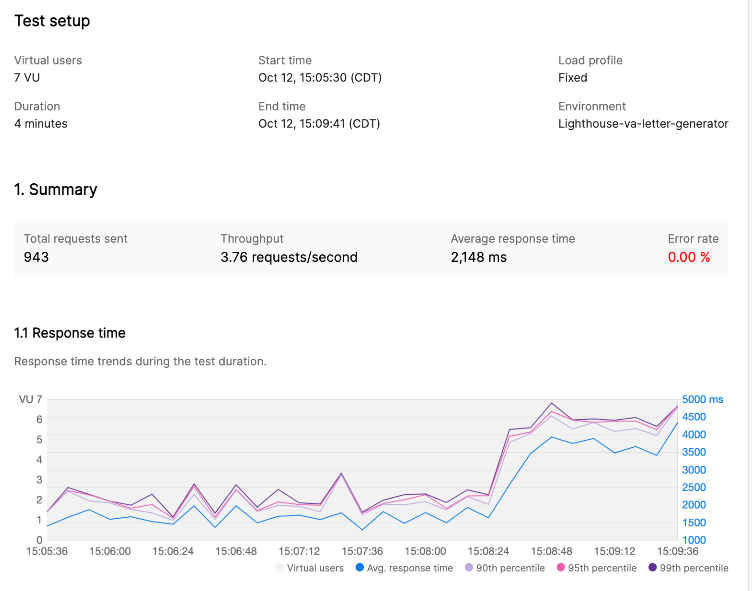 Test setup
Virtual users
Start time
Load profile
7 VU
Oct 12, 15:05:30 (CDT)
Fixed
Duration
End time
Environment
4 minutes
Oct 12, 15:09:41 (CDT)
Lighthouse-va-letter-generator
1. Summary
Total requests sent
Throughput
Average response time
Error rate
943
3.76 requests/second
2,148 ms
0.00 %
1.1 Response time
Response time trends during the test duration.
VU 7
6
5
4
3
2
1
0
5000 ms
4500
4000
3500
3000
2500
2000
1500
1000
15:05:36 15:06:00 15:06:24 15:06:48 15:07:12 15:07:36 15:08:00 15:08:24 15:08:48 15:09:12 15:09:36
Virtual users Avg. response time 90th percentile 95th percentile 99th percentile